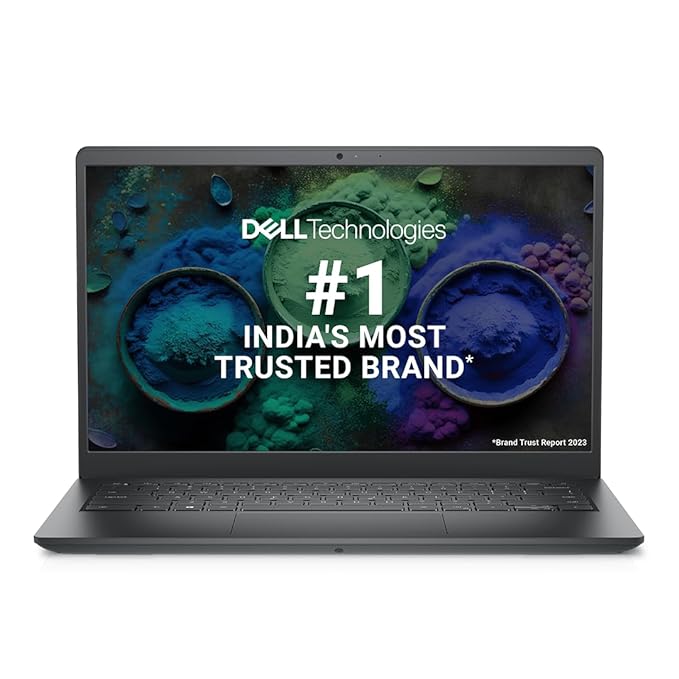 DELLTechnologies
#1
INDIA'S MOST
TRUSTED BRAND*
*Brand Trust Report 2023